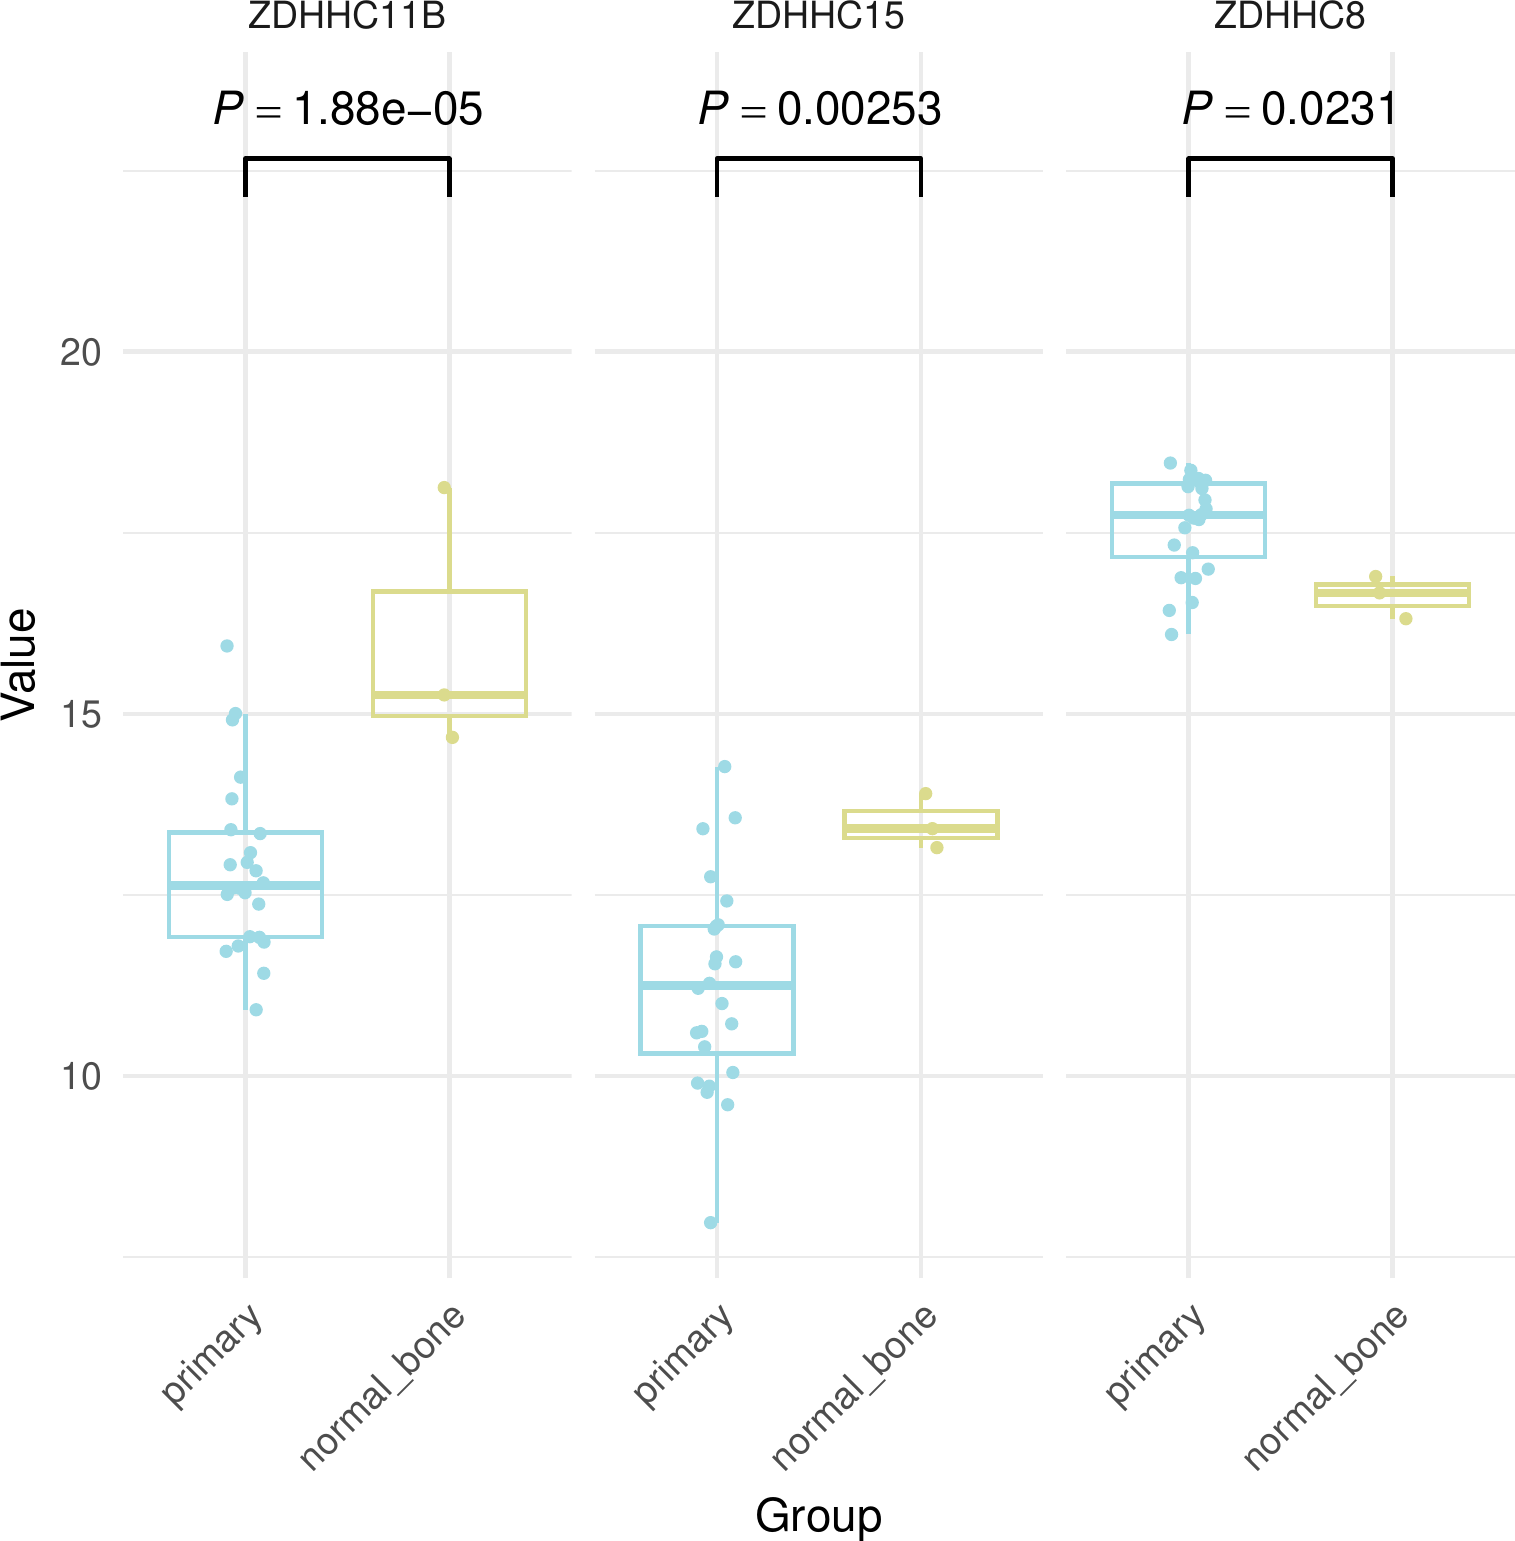 ZDHHC11B ZDHHC15 ZDHHC8
P = 1.88e−05 P = 0.00253 P = 0.0231
20
15
10
Value
primary normal_bone primary normal_bone primary normal_bone
Group